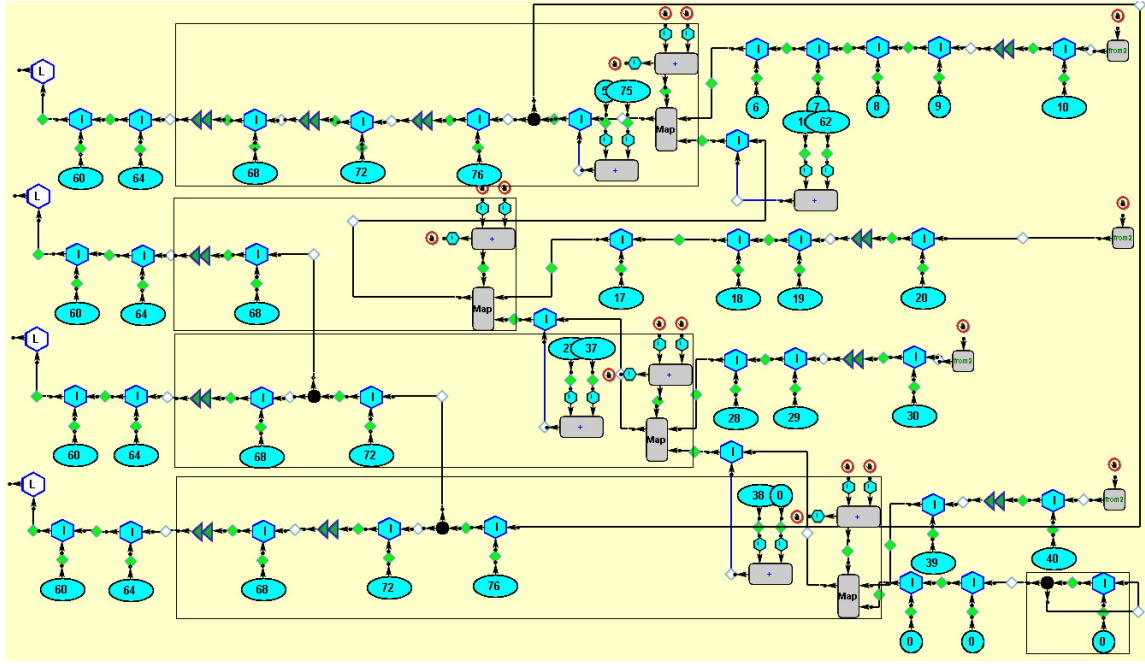 I I I I I from2
+
L
75
6 7 8 9 10
I I I I I I
62
Map
I
+
60 64 68 72 76
L
+
+
I I I I I I I from2
Map
17 18 19 20
60 64 68
I
L
37
I I I from2
+
I I I I
28 29 30
+
Map
60 64 68 72
I
L
38 0
I I from2
+
I I I I I
39 40
+
60 64 68 72 76
I I I
Map
0 0 0